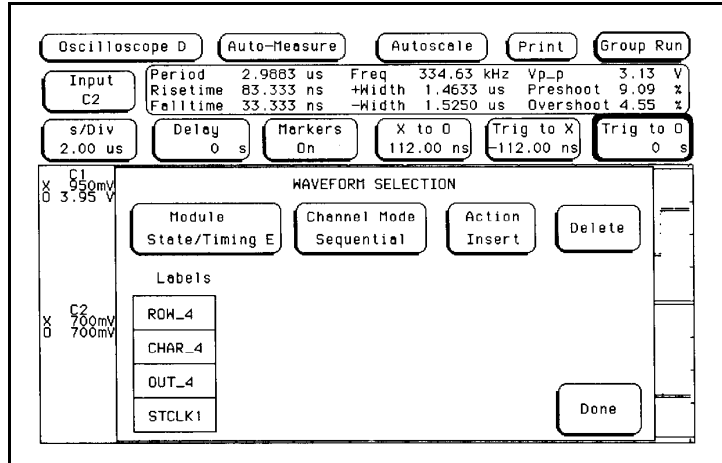 Oscilloscope D Auto-Measure Autoscale Print Group Run
Input C2
Period 2.9883 us Freq 334.63 kHz Vp_p 3.13 V
Risetime 83.333 ns +Width 1.4633 us Preshoot 9.09 %
Falltime 33.333 ns -Width 1.5250 us Overshoot 4.55 %
s/Div Delay Markers X to O Trig to X Trig to O
2.00 us 0 s On 112.00 ns -112.00 ns 0 s
C1
X 950mV
O 3.95 V
WAVEFORM SELECTION
Module Channel Mode Action Delete
State/Timing E Sequential Insert
Labels
C2
X 700mV
O 700mV
ROW_4
CHAR_4
OUT_4
STCLK1
Done